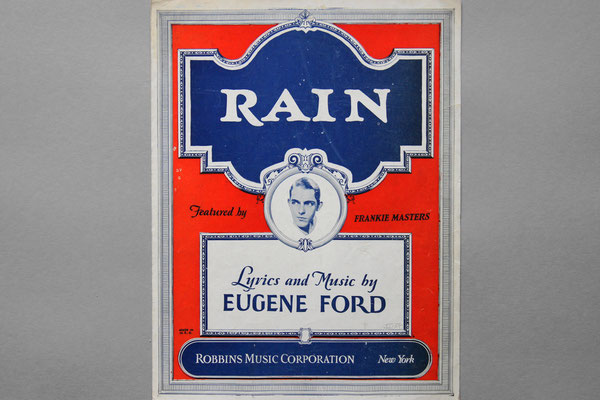 RAIN
Featured by
FRANKIE MASTERS
Lyrics and Music by
EUGENE FORD
ROBBINS MUSIC CORPORATION New York